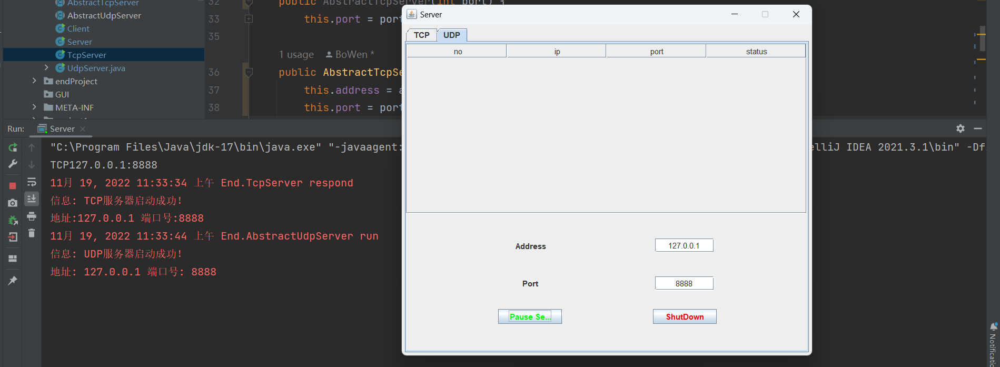 AbstractTcpServer
AbstractUdpServer
Client
Server
TcpServer
UdpServer.java
endProject
GUI
META-INF
32 public AbstractTcpServer(int port) {
33 this.port = port
35
1 usage BoWen *
36 public AbstractTcpSe
37 this.address = a
38 this.port = port
Run: Server
"C:\Program Files\Java\jdk-17\bin\java.exe" "-javaagent: elliJ IDEA 2021.3.1\bin" -Df
TCP127.0.0.1:8888
11月 19, 2022 11:33:34 上午 End.TcpServer respond
信息: TCP服务器启动成功!
地址:127.0.0.1 端口号:8888
11月 19, 2022 11:33:44 上午 End.AbstractUdpServer run
信息: UDP服务器启动成功!
地址: 127.0.0.1 端口号: 8888
Server
TCP UDP
no ip port status
Address 127.0.0.1
Port 8888
Pause Se... ShutDown
Notificatio